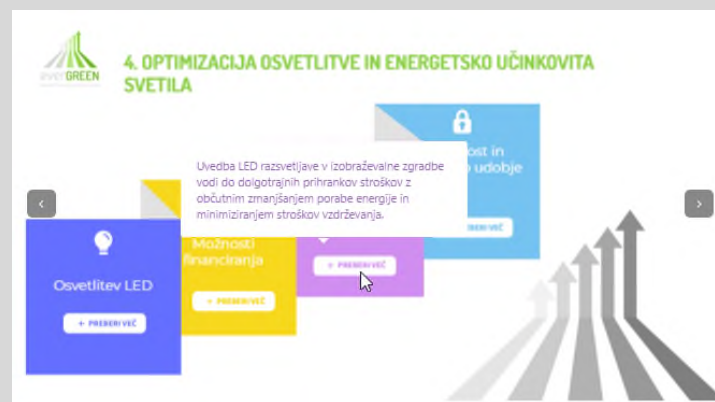 everGREEN
4. OPTIMIZACIJA OSVETLITVE IN ENERGETSKO UČINKOVITA
SVETILA
Uvedba LED razsvetljave v izobraževalne zgradbe
vodi do dolgotrajnih prihrankov stroškov z
občutnim zmanjšanjem porabe energije in
minimiziranjem stroškov vzdrževanja.
ost in
udobje
PREBERI VEČ
Možnosti
financiranja
+ PREBERI VEČ
+ PREBERI VEČ
Osvetlitev LED
+ PREBERI VEČ